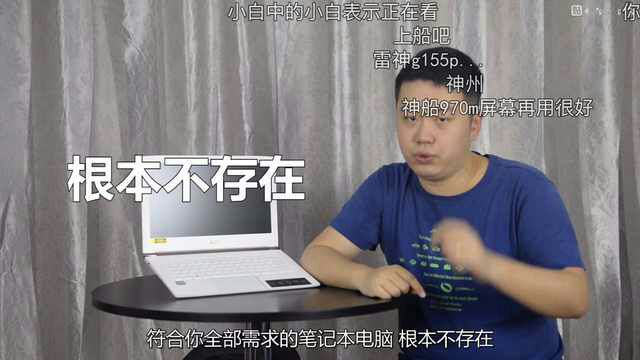 小白中的小白表示正在看
你
上船吧
雷神g155p...
神州
神船970m屏幕再用很好
根本不存在
符合你全部需求的笔记本电脑 根本不存在